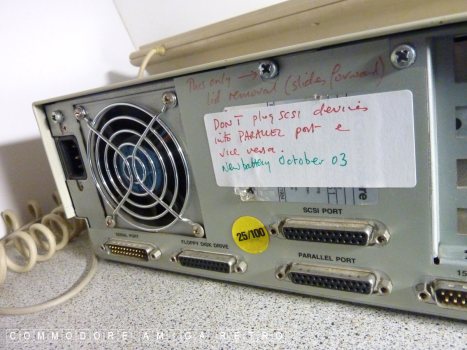 This only →
lid removal (slides forward)
DON'T plug SCSI devices
into PARALLEL port e
vice versa.
New battery October 03
SCSI PORT
25/100
SERIAL PORT
FLOPPY DISK DRIVE
PARALLEL PORT
COMMODORE AMIGA RETRO